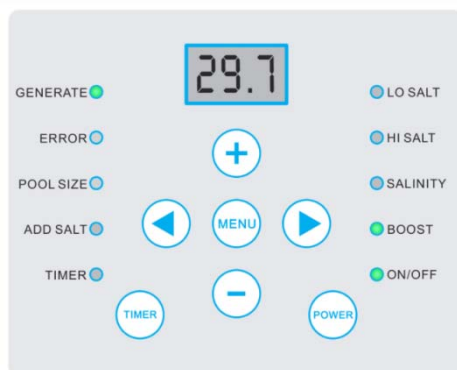 29.7
GENERATE
LO SALT
ERROR
HI SALT
POOL SIZE
SALINITY
ADD SALT
MENU
BOOST
TIMER
ON/OFF
TIMER
POWER